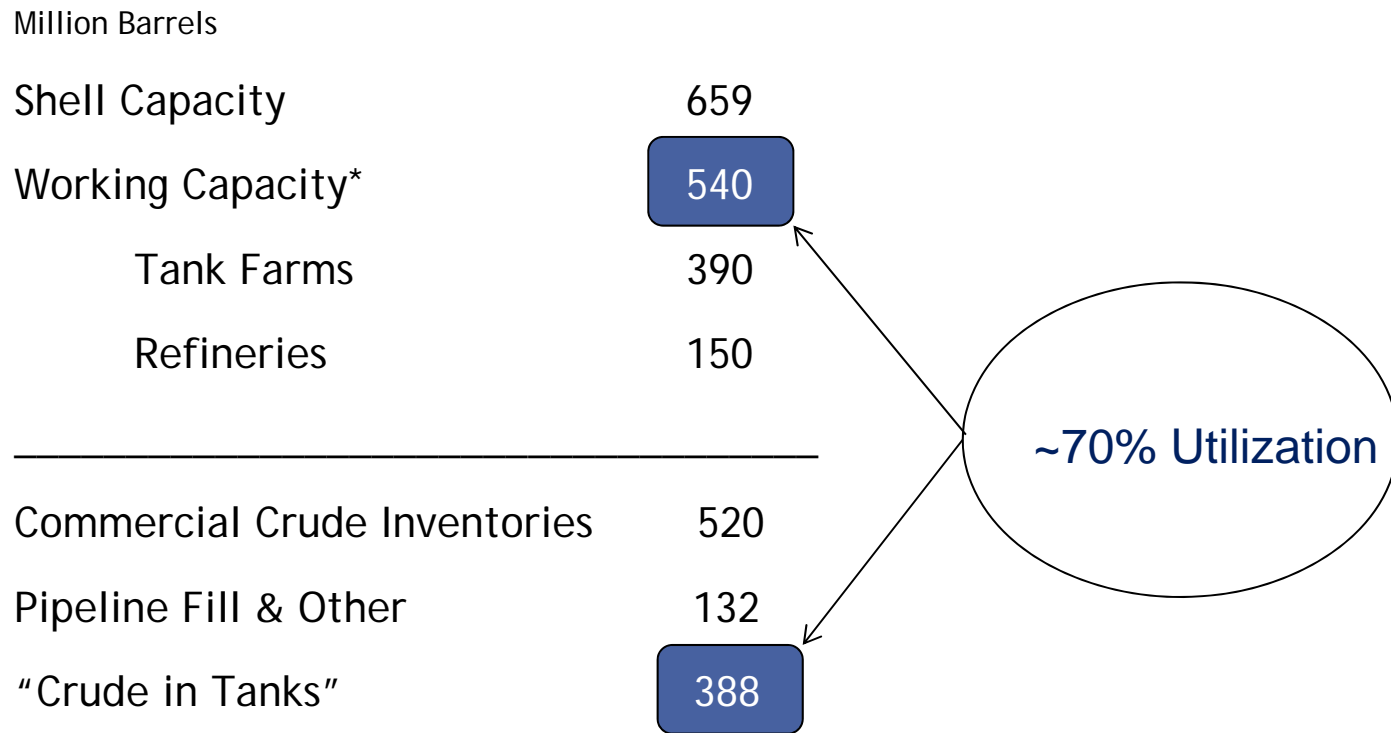 Million Barrels
Shell Capacity 659
Working Capacity* 540
Tank Farms 390
Refineries 150
~70% Utilization
Commercial Crude Inventories 520
Pipeline Fill & Other 132
“Crude in Tanks” 388